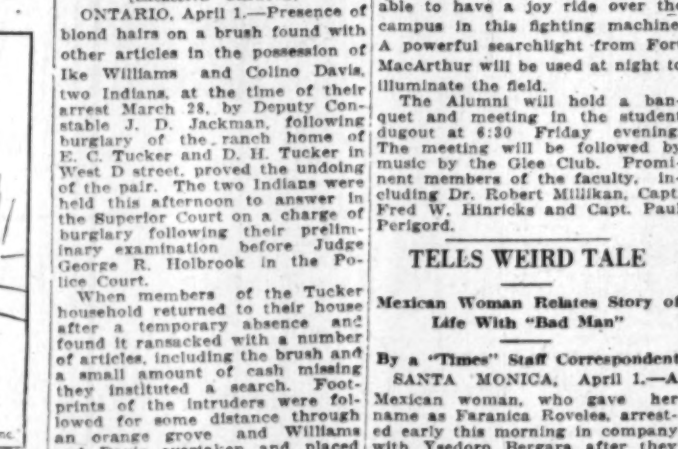 ONTARIO, April 1.—Presence of
blond hairs on a brush found with
other articles in the possession of
Ike Williams and Colino Davis,
two Indians, at the time of their
arrest March 28, by Deputy Con-
stable J. D. Jackman, following
burglary of the ranch home of
E. C. Tucker and D. H. Tucker in
West D street, proved the undoing
of the pair. The two Indians were
held this afternoon to answer in
the Superior Court on a charge of
burglary following their prelim-
inary examination before Judge
George R. Holbrook in the Po-
lice Court.
When members of the Tucker
household returned to their house
after a temporary absence and
found it ransacked with a number
of articles, including the brush and
a small amount of cash missing
they instituted a search. Foot-
prints of the intruders were fol-
lowed for some distance through
an orange grove and Williams
and Davis overtaken and placed
able to have a joy ride over the
campus in this fighting machine
A powerful searchlight from For
MacArthur will be used at night to
illuminate the field.
The Alumni will hold a ban-
quet and meeting in the student
dugout at 6:30 Friday evening
The meeting will be followed by
music by the Glee Club. Promi-
nent members of the faculty, in-
cluding Dr. Robert Millikan, Capt
Fred W. Hinricks and Capt. Paul
Perigord.
TELLS WEIRD TALE
Mexican Woman Relates Story of
Life With "Bad Man"
By a "Times" Staff Correspondent
SANTA MONICA, April 1.—A
Mexican woman, who gave her
name as Faranica Roveles, arrest-
ed early this morning in company
with Ysedoro Bergara after they